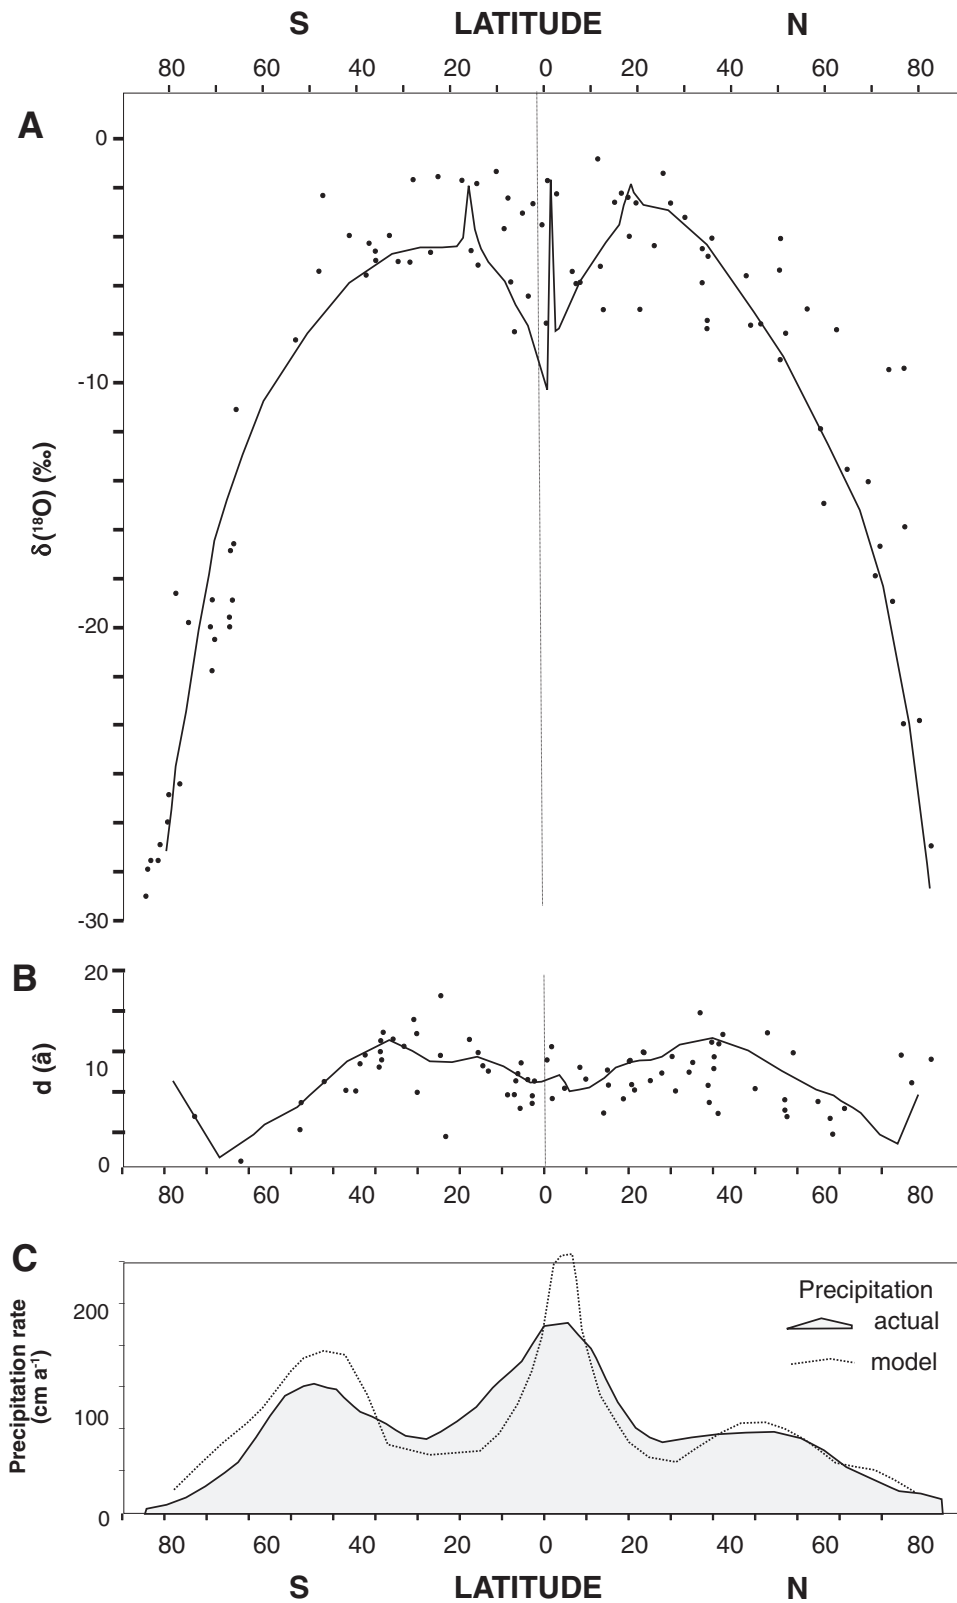 S LATITUDE N
80 60 40 20 0 20 40 60 80
A
0
-10
-20
-30
δ(¹⁸O) (‰)
B
20
10
0
d (â)
80 60 40 20 0 20 40 60 80
C
Precipitation rate
(cm a⁻¹)
200
100
0
Precipitation
actual
model
80 60 40 20 0 20 40 60 80
S LATITUDE N